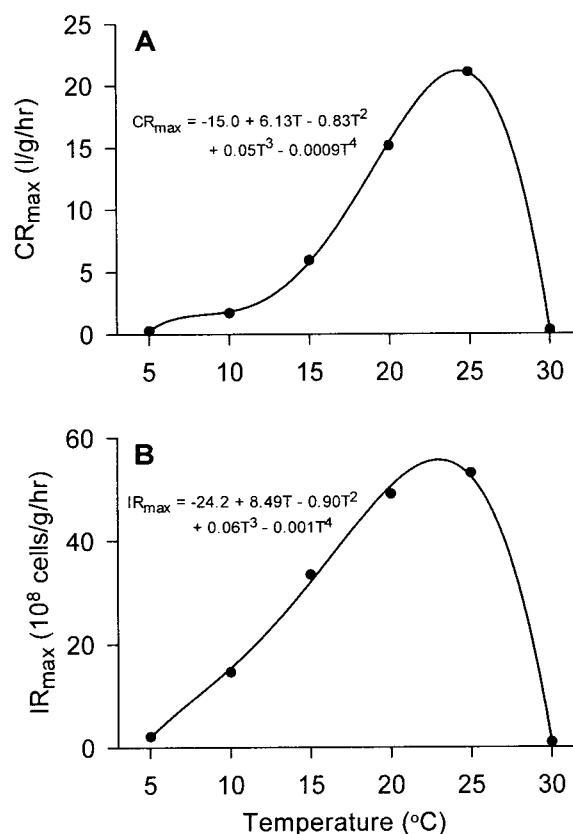 A
25
20
15
10
5
0
CRmax (l/g/hr)
CRmax = -15.0 + 6.13T - 0.83T²
+ 0.05T³ - 0.0009T⁴
5 10 15 20 25 30
B
60
40
20
0
IRmax (10⁸ cells/g/hr)
IRmax = -24.2 + 8.49T - 0.90T²
+ 0.06T³ - 0.001T⁴
5 10 15 20 25 30
Temperature (°C)